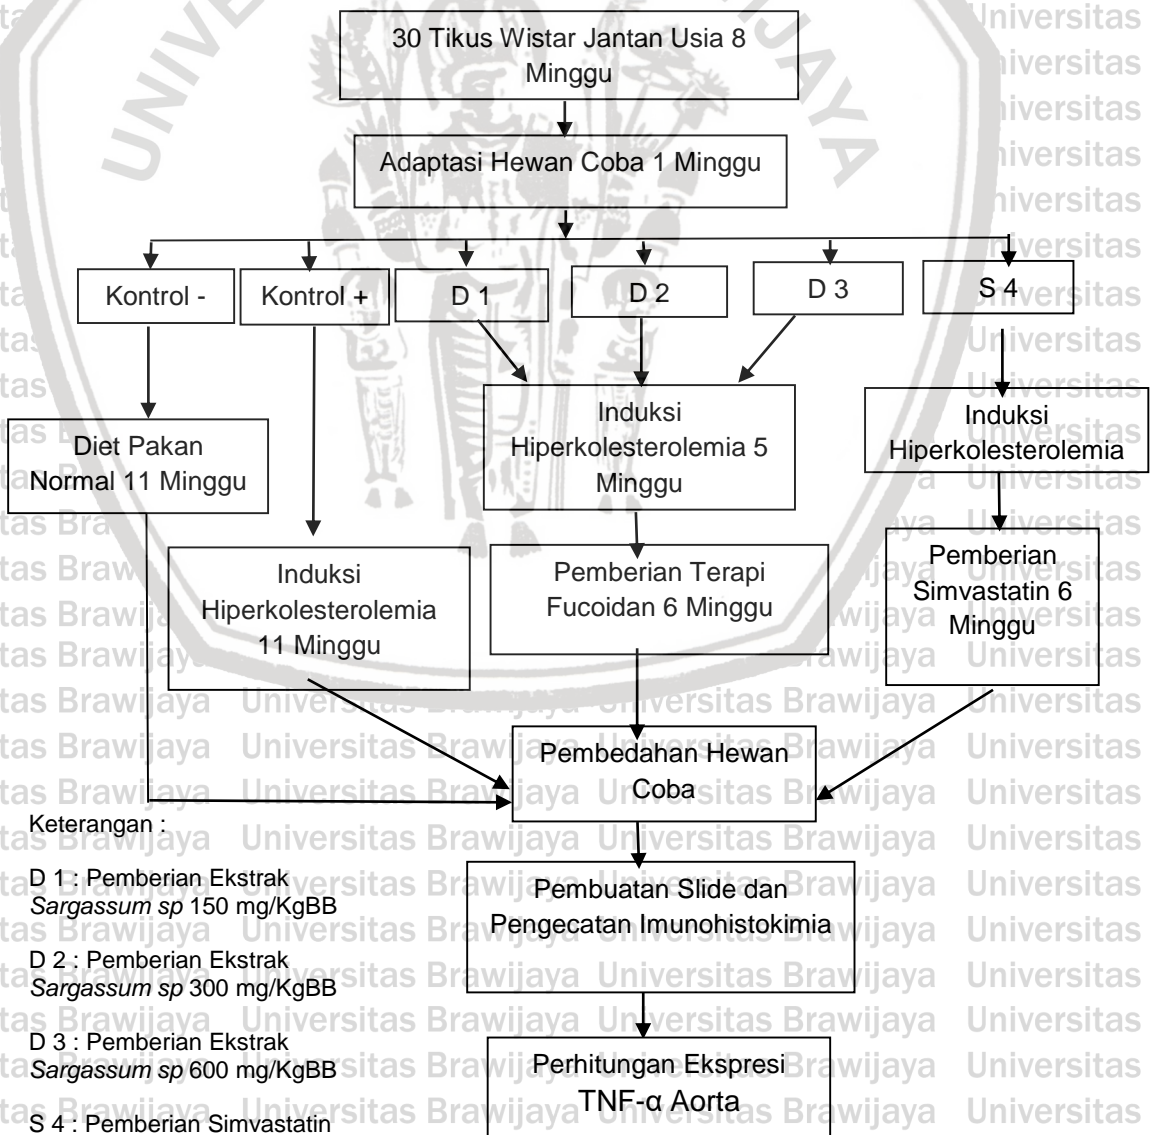 30 Tikus Wistar Jantan Usia 8
Minggu
Adaptasi Hewan Coba 1 Minggu
Kontrol -
Kontrol +
D 1
D 2
D 3
S 4
Diet Pakan
Normal 11 Minggu
Induksi
Hiperkolesterolemia
11 Minggu
Induksi
Hiperkolesterolemia 5
Minggu
Pemberian Terapi
Fucoidan 6 Minggu
Induksi
Hiperkolesterolemia
Pemberian
Simvastatin 6
Minggu
Pembedahan Hewan
Coba
Pembuatan Slide dan
Pengecatan Imunohistokimia
Perhitungan Ekspresi
TNF-α Aorta
Keterangan :
D 1 : Pemberian Ekstrak
Sargassum sp 150 mg/KgBB
D 2 : Pemberian Ekstrak
Sargassum sp 300 mg/KgBB
D 3 : Pemberian Ekstrak
Sargassum sp 600 mg/KgBB
S 4 : Pemberian Simvastatin